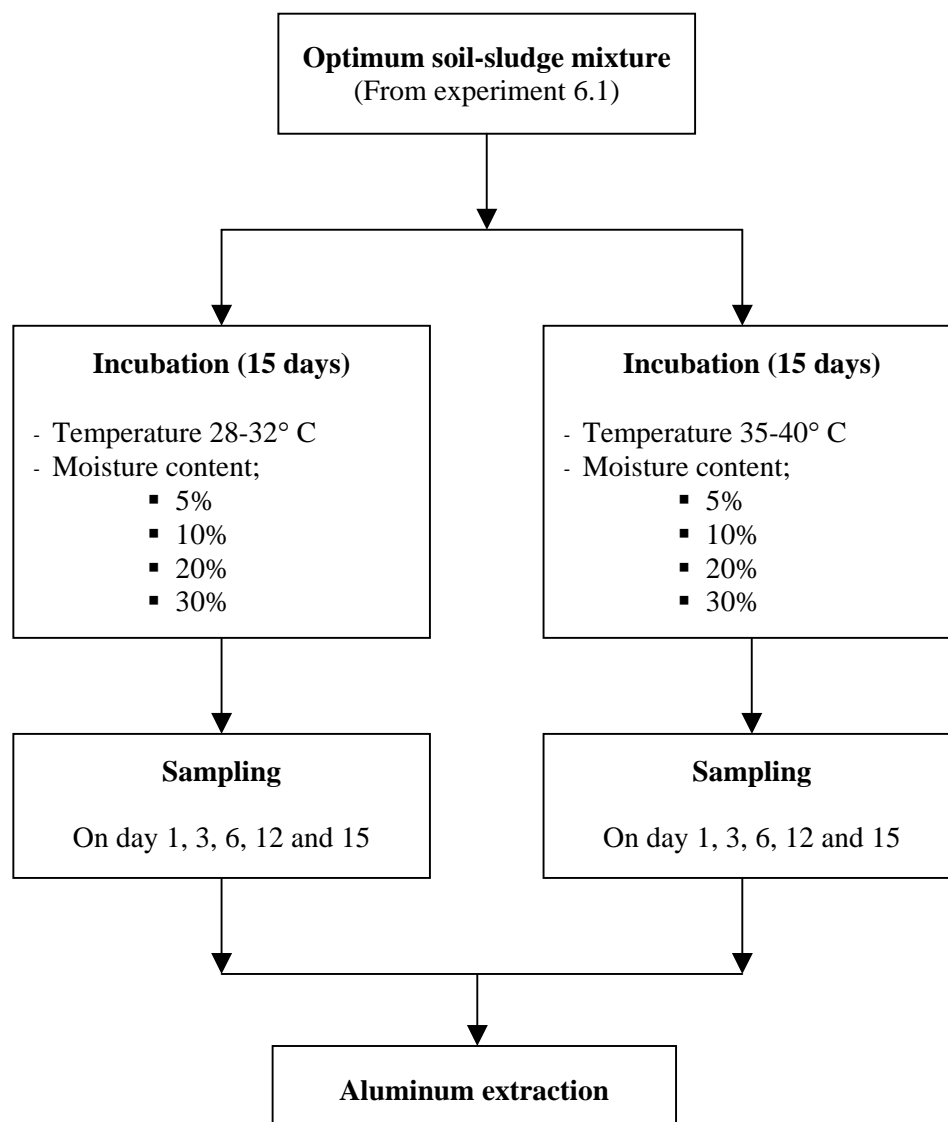 Optimum soil-sludge mixture
(From experiment 6.1)
Incubation (15 days)
- Temperature 28-32° C
- Moisture content;
▪ 5%
▪ 10%
▪ 20%
▪ 30%
Incubation (15 days)
- Temperature 35-40° C
- Moisture content;
▪ 5%
▪ 10%
▪ 20%
▪ 30%
Sampling
On day 1, 3, 6, 12 and 15
Sampling
On day 1, 3, 6, 12 and 15
Aluminum extraction